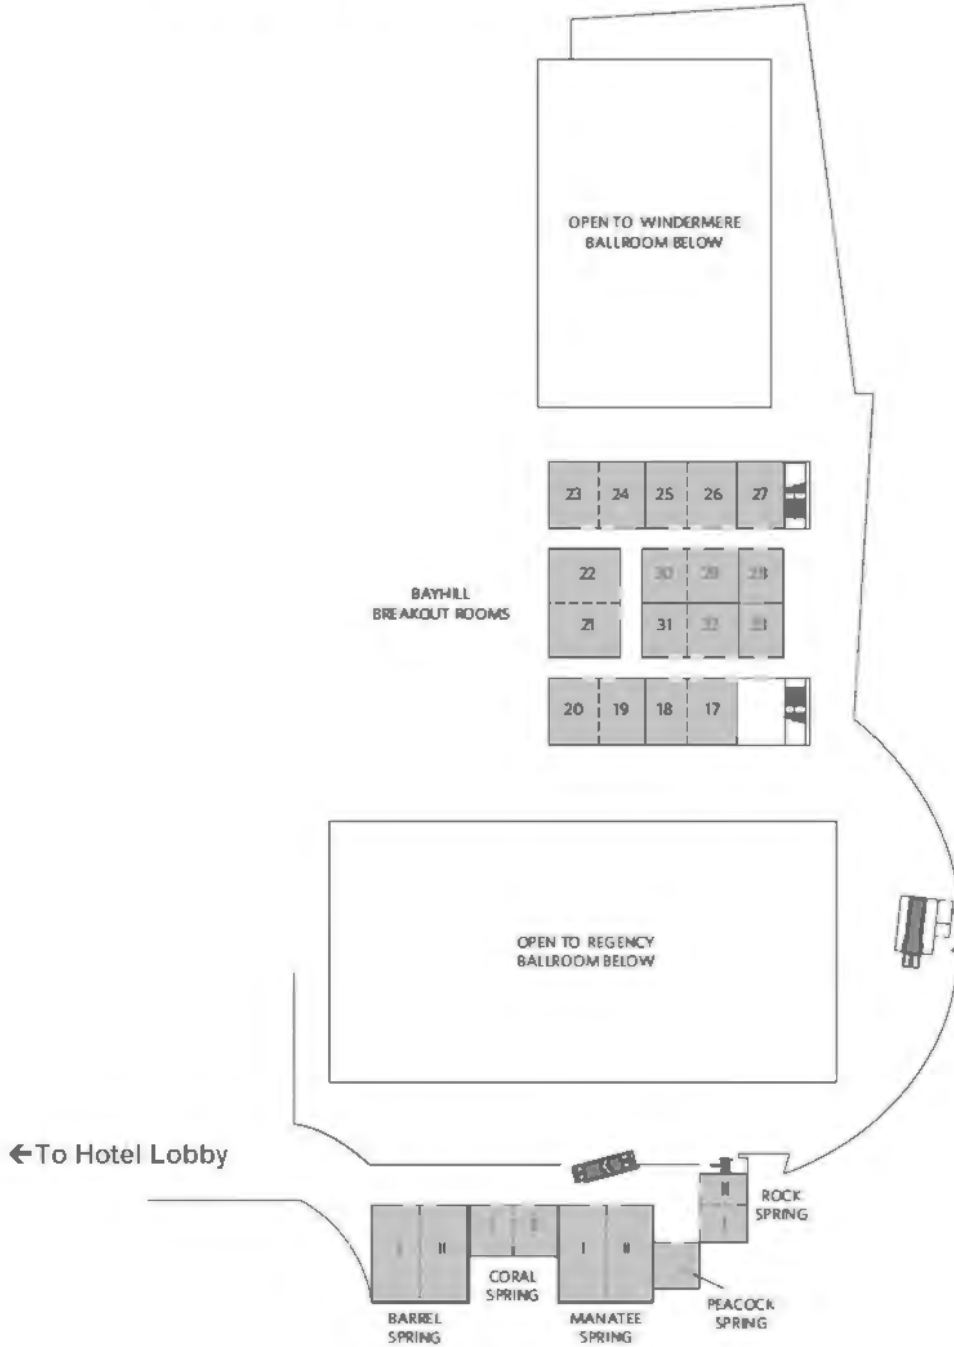 OPEN TO WINDERMERE
BALLROOM BELOW
23 24 25 26 27
BAYHILL
BREAKOUT ROOMS
22 30 29 28
21 31 32 33
20 19 18 17
OPEN TO REGENCY
BALLROOM BELOW
←To Hotel Lobby
II
ROCK
SPRING
I
I II I II I II
CORAL
SPRING
BARREL
SPRING
MANATEE
SPRING
PEACOCK
SPRING